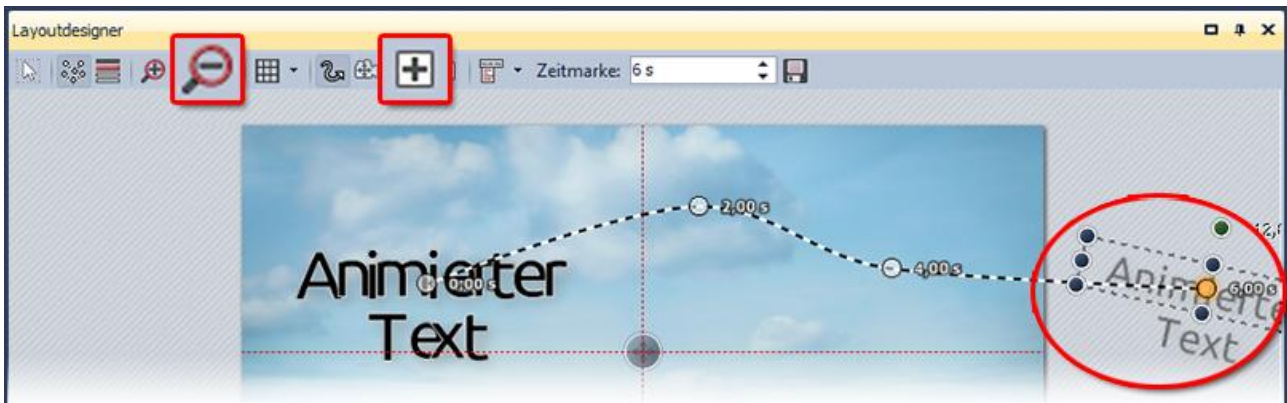 Layoutdesigner
Zeitmarke: 6 s
2,00 s
Animierter
Text
0,00 s
4,00 s
6,00 s
Animierte
Text